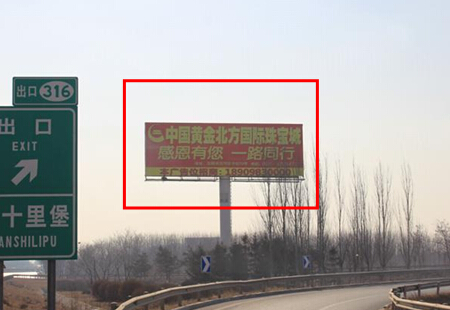 出口 316
出口
EXIT
十里堡
ANSHILIPU
中国黄金北方国际珠宝城
感恩有您 一路同行